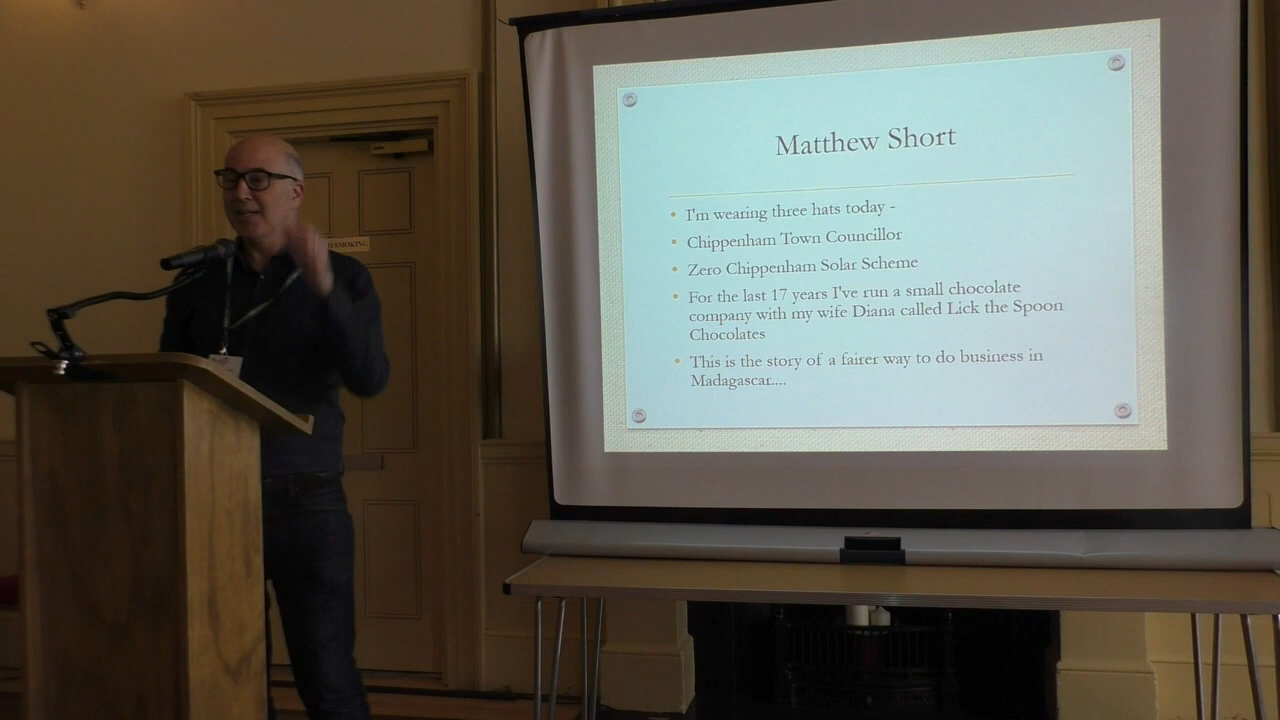 Matthew Short
I'm wearing three hats today -
Chippenham Town Councillor
Zero Chippenham Solar Scheme
For the last 17 years I've run a small chocolate
company with my wife Diana called Lick the Spoon
Chocolates
This is the story of a fairer way to do business in
Madagascar....
SMOKING